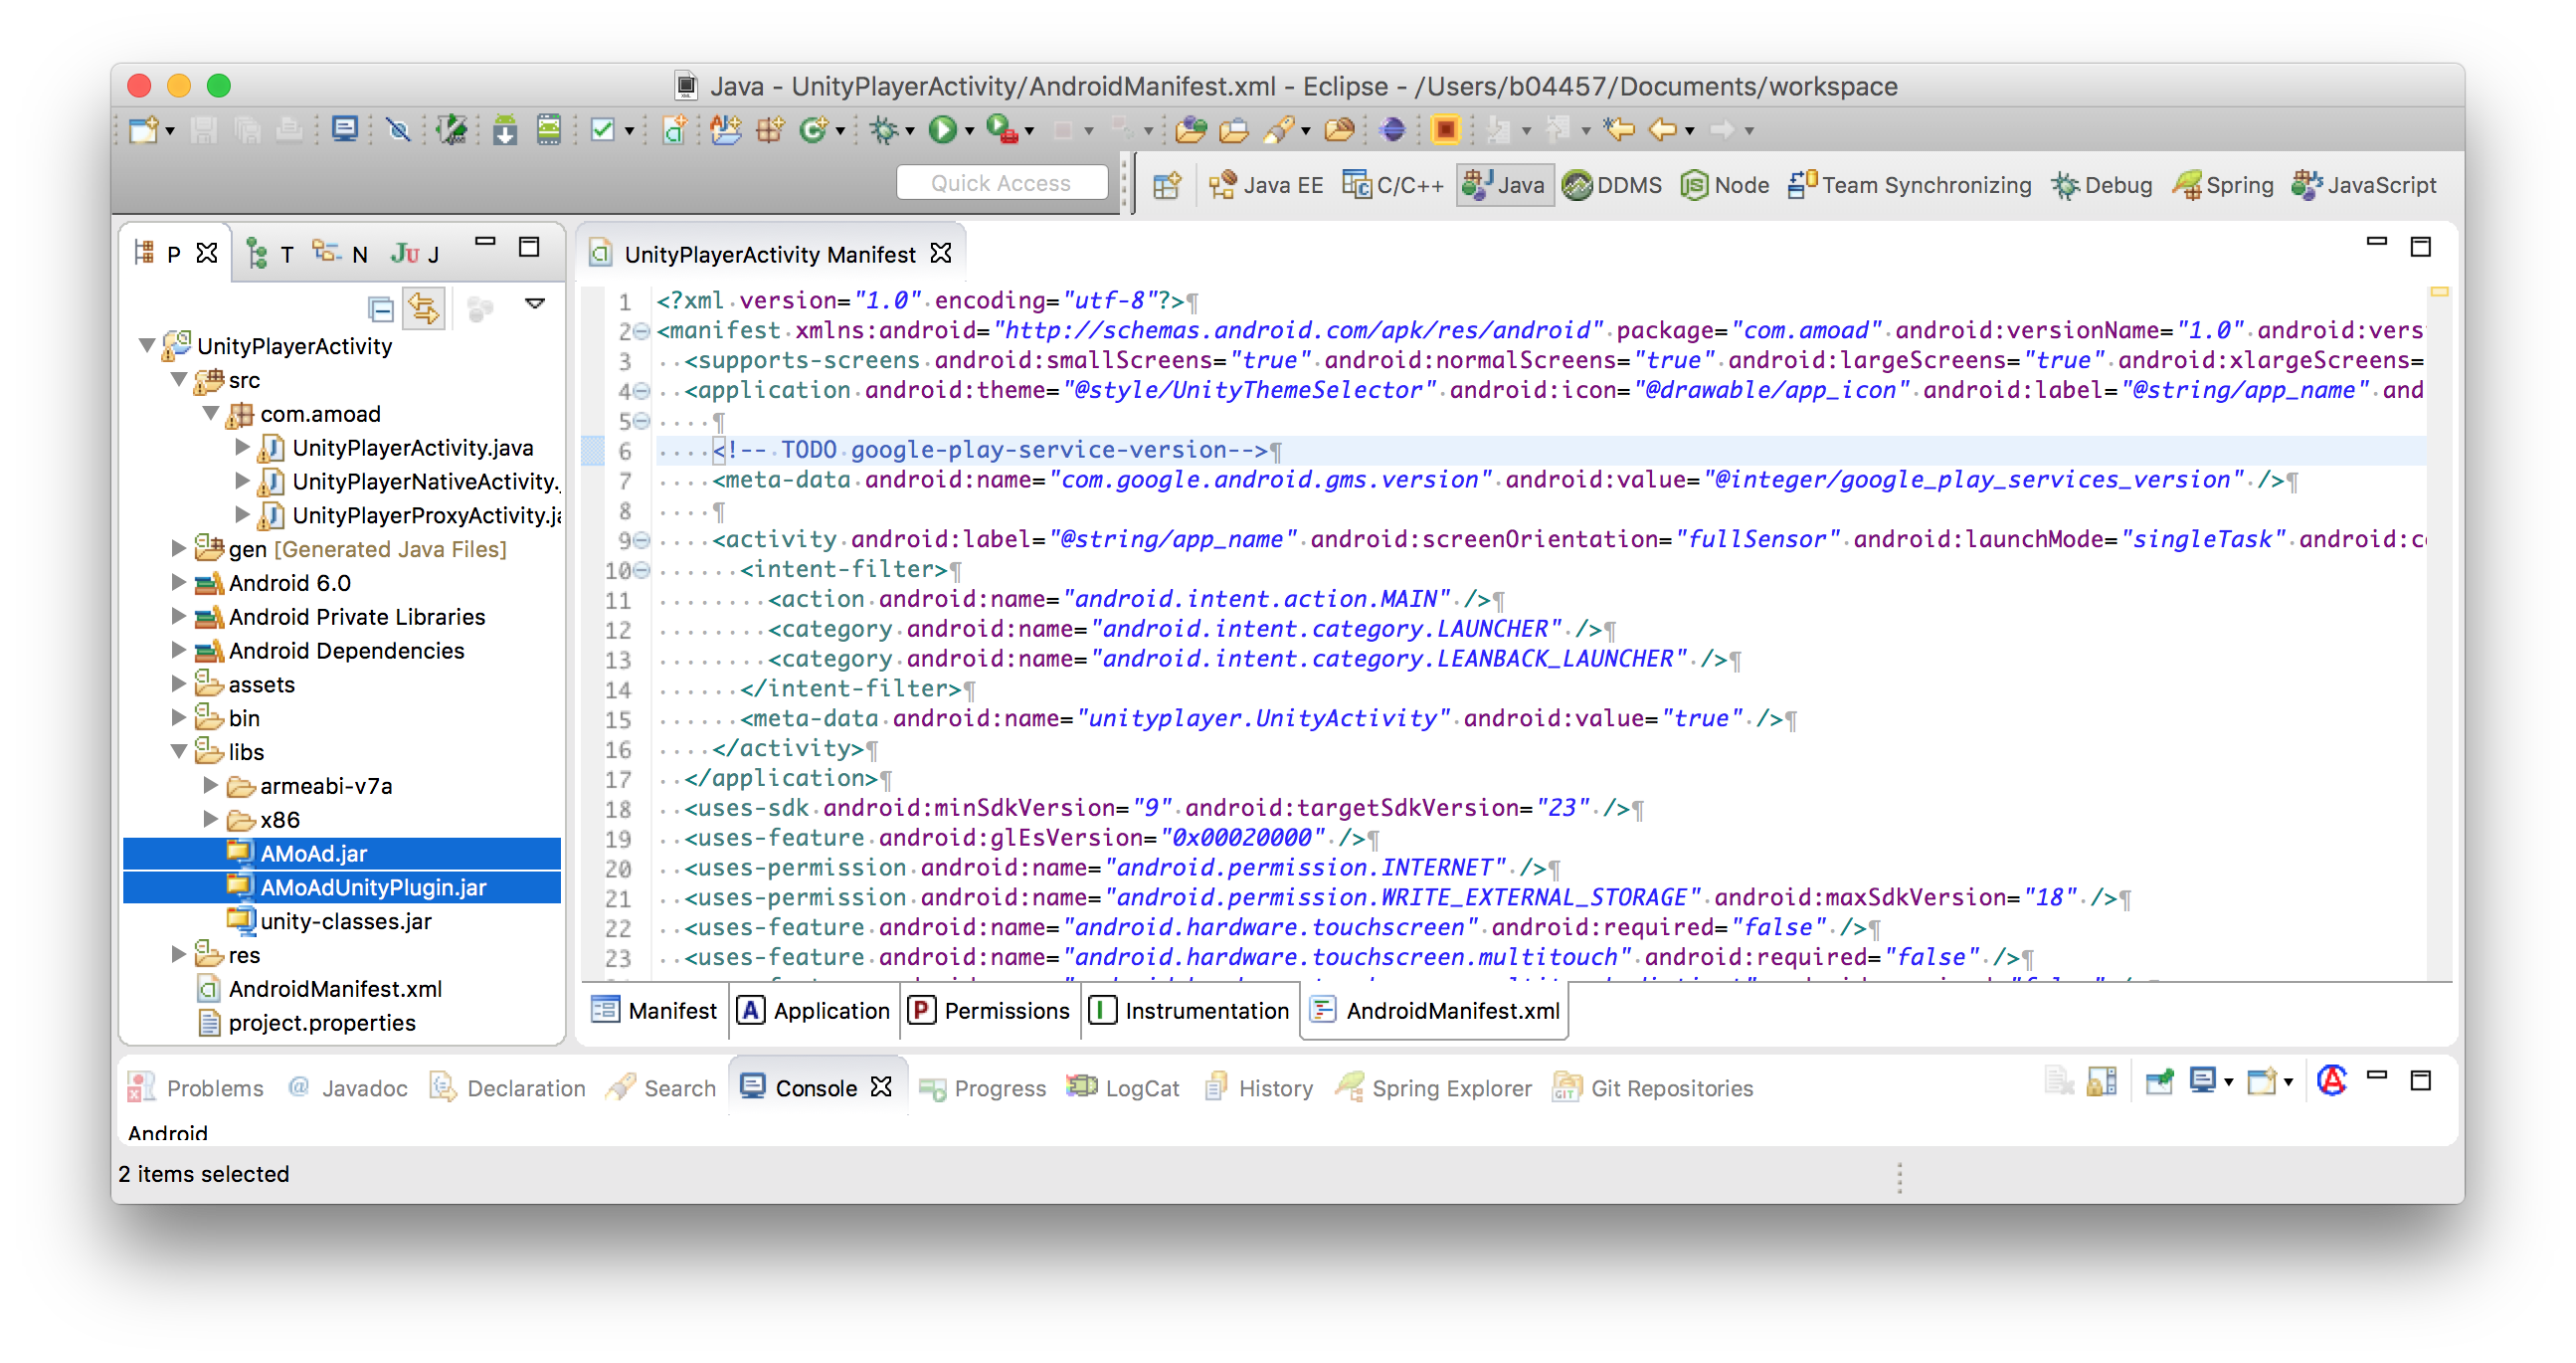 Java - UnityPlayerActivity/AndroidManifest.xml - Eclipse - /Users/b04457/Documents/workspace
Quick Access
Java EE C/C++ Java DDMS Node Team Synchronizing Debug Spring JavaScript
P T N Ju J
UnityPlayerActivity
src
com.amoad
UnityPlayerActivity.java
UnityPlayerNativeActivity.
UnityPlayerProxyActivity.ja
gen [Generated Java Files]
Android 6.0
Android Private Libraries
Android Dependencies
assets
bin
libs
armeabi-v7a
x86
AMoAd.jar
AMoAdUnityPlugin.jar
unity-classes.jar
res
AndroidManifest.xml
project.properties
UnityPlayerActivity Manifest
1 <?xml·version="1.0"·encoding="utf-8"?>¶
2 <manifest·xmlns:android="http://schemas.android.com/apk/res/android"·package="com.amoad"·android:versionName="1.0"·android:vers
3 ··<supports-screens·android:smallScreens="true"·android:normalScreens="true"·android:largeScreens="true"·android:xlargeScreens=
4 ··<application·android:theme="@style/UnityThemeSelector"·android:icon="@drawable/app_icon"·android:label="@string/app_name"·and
5 ····¶
6 ····<!--·TODO·google-play-service-version-->¶
7 ····<meta-data·android:name="com.google.android.gms.version"·android:value="@integer/google_play_services_version"·/>¶
8 ····¶
9 ····<activity·android:label="@string/app_name"·android:screenOrientation="fullSensor"·android:launchMode="singleTask"·android:c
10 ······<intent-filter>¶
11 ········<action·android:name="android.intent.action.MAIN"·/>¶
12 ········<category·android:name="android.intent.category.LAUNCHER"·/>¶
13 ········<category·android:name="android.intent.category.LEANBACK_LAUNCHER"·/>¶
14 ······</intent-filter>¶
15 ······<meta-data·android:name="unityplayer.UnityActivity"·android:value="true"·/>¶
16 ····</activity>¶
17 ··</application>¶
18 ··<uses-sdk·android:minSdkVersion="9"·android:targetSdkVersion="23"·/>¶
19 ··<uses-feature·android:glEsVersion="0x00020000"·/>¶
20 ··<uses-permission·android:name="android.permission.INTERNET"·/>¶
21 ··<uses-permission·android:name="android.permission.WRITE_EXTERNAL_STORAGE"·android:maxSdkVersion="18"·/>¶
22 ··<uses-feature·android:name="android.hardware.touchscreen"·android:required="false"·/>¶
23 ··<uses-feature·android:name="android.hardware.touchscreen.multitouch"·android:required="false"·/>¶
Manifest A Application P Permissions I Instrumentation AndroidManifest.xml
Problems @ Javadoc Declaration Search Console Progress LogCat History Spring Explorer GIT Git Repositories
Android
2 items selected